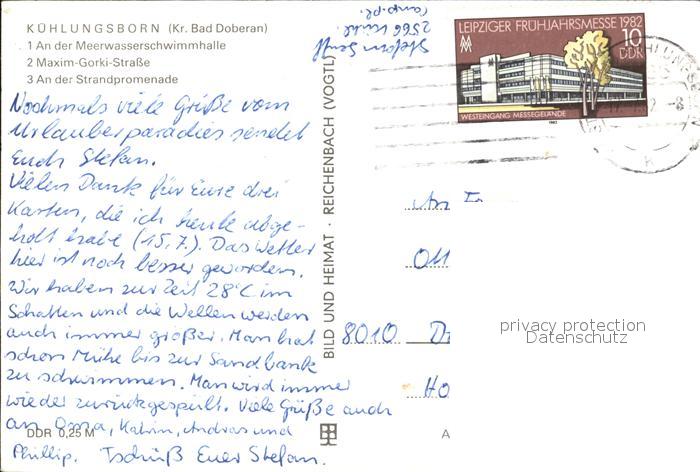 KÜHLUNGSBORN (Kr. Bad Doberan)
1 An der Meerwasserschwimmhalle
2 Maxim-Gorki-Straße
3 An der Strandpromenade
Nochmals viele Grüße vom
Urlauberparadies sendet
Euch Stefan.
Vielen Dank für Eure drei
Karten, die ich heute abge-
holt habe (15.7.). Das Wetter
hier ist noch besser geworden.
Wir haben zur Zeit 28°C im
Schatten und die Wellen werden
auch immer größer. Man hat
schon Mühe bis zur Sandbank
zu schwimmen. Man wird immer
wieder zurückgespült. Viele Grüße auch
an Oma, Katrin, Andreas und
Phillip. Tschüß Euer Stefan.
DDR 0,25 M
BILD UND HEIMAT · REICHENBACH (VOGTL)
Stefan
2566
LEIPZIGER FRÜHJAHRSMESSE 1982
10
DDR
WESTEINGANG MESSEGELÄNDE
1982
An
8010 D
Ho
A
privacy protection
Datenschutz